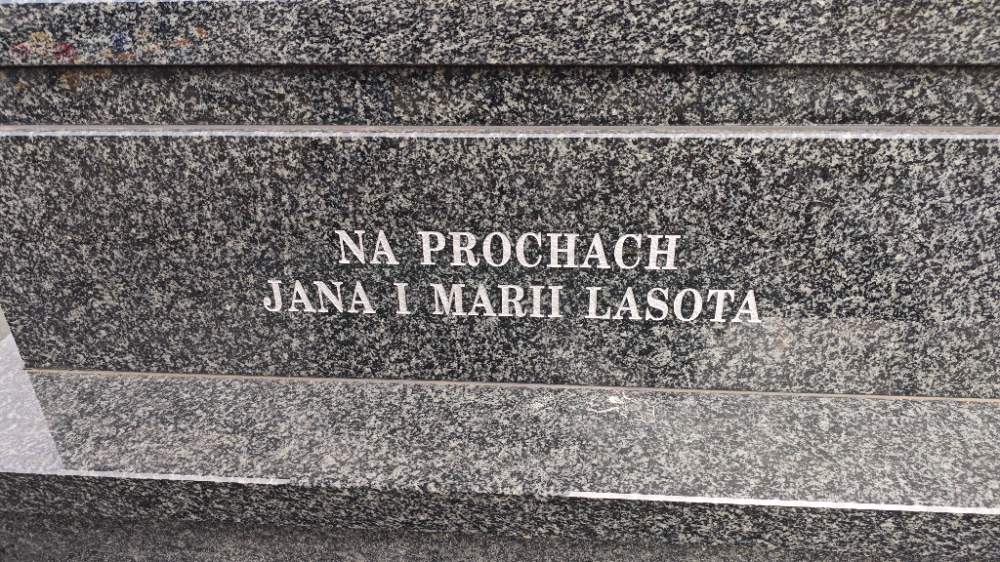 NA PROCHACH
JANA I MARII LASOTA